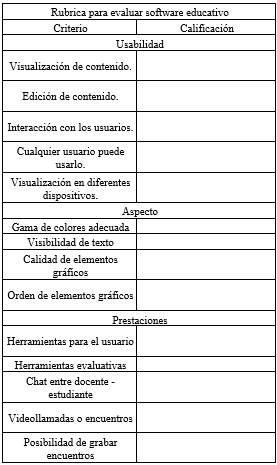 Rubrica para evaluar software educativo
Criterio Calificación
Usabilidad
Visualización de contenido.
Edición de contenido.
Interacción con los usuarios.
Cualquier usuario puede
usarlo.
Visualización en diferentes
dispositivos.
Aspecto
Gama de colores adecuada
Visibilidad de texto
Calidad de elementos
gráficos
Orden de elementos gráficos
Prestaciones
Herramientas para el usuario
Herramientas evaluativas
Chat entre docente -
estudiante
Videollamadas o encuentros
Posibilidad de grabar
encuentros